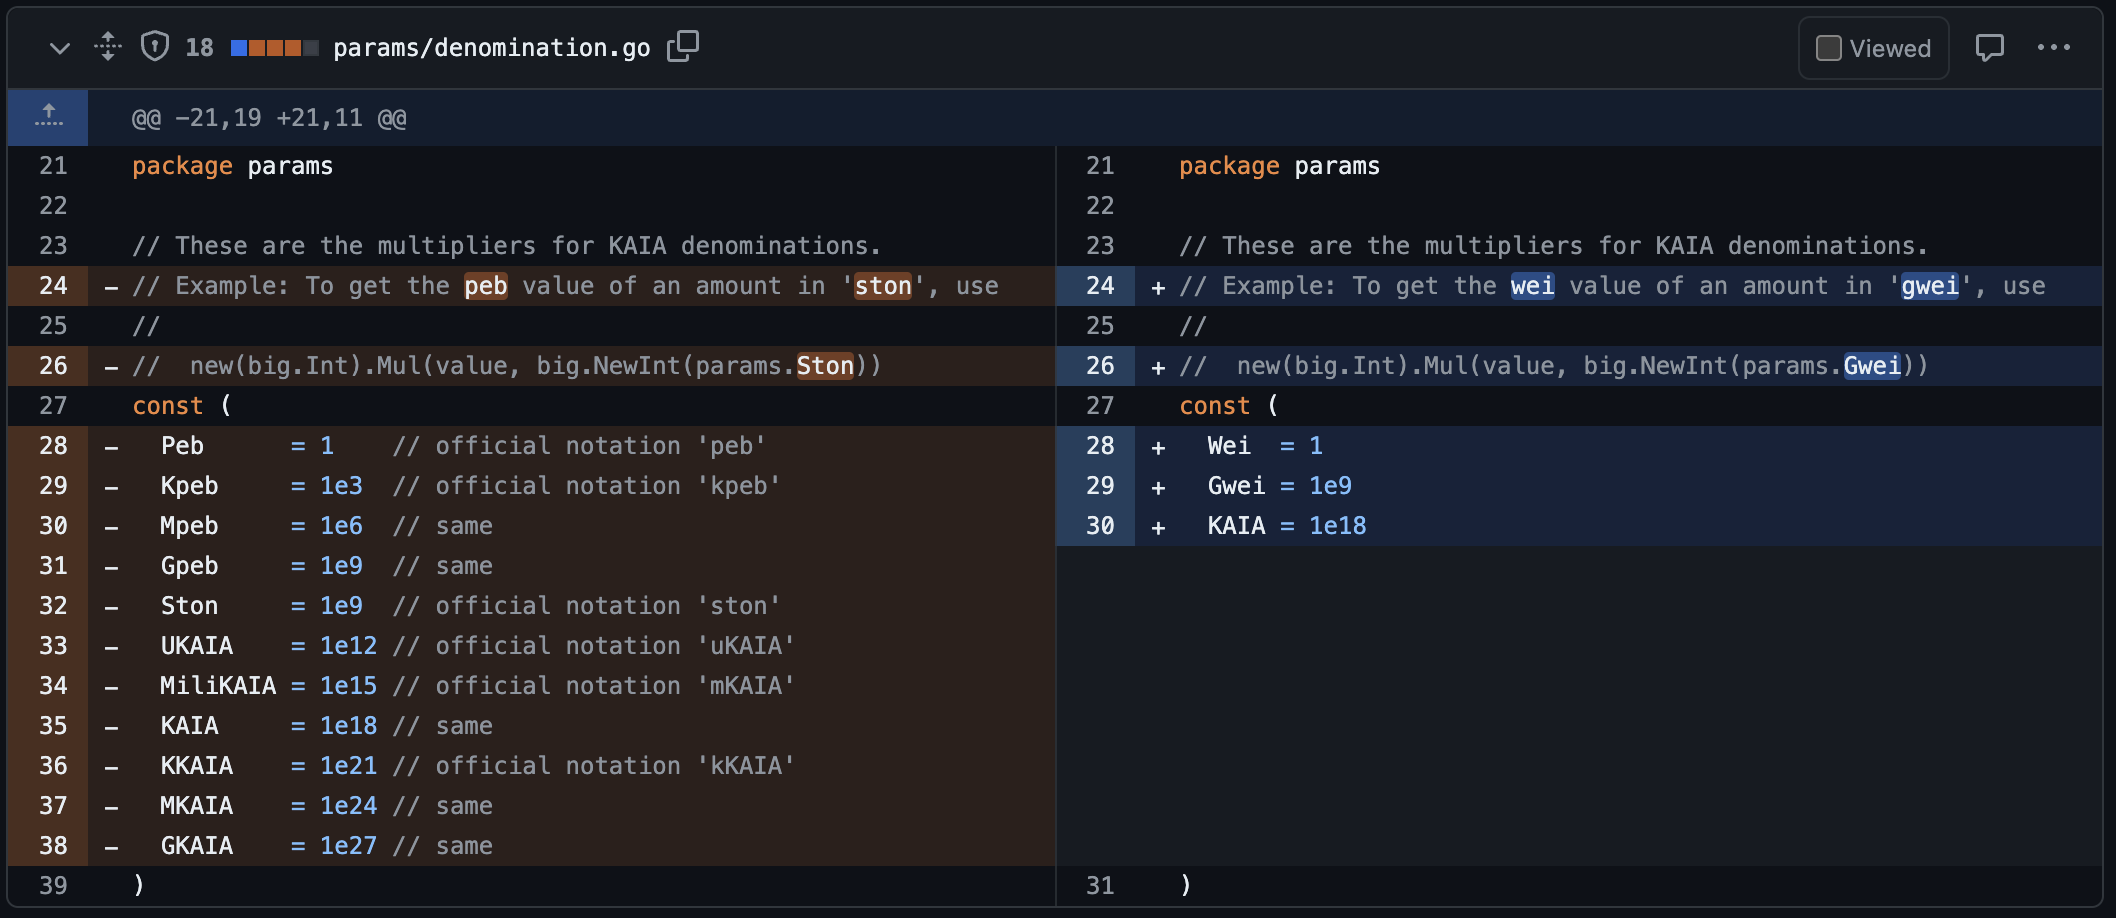 18 params/denomination.go Viewed
@@ -21,19 +21,11 @@
21 package params
22
23 // These are the multipliers for KAIA denominations.
24 - // Example: To get the peb value of an amount in 'ston', use
25 //
26 - //  new(big.Int).Mul(value, big.NewInt(params.Ston))
27 const (
28 -   Peb      = 1    // official notation 'peb'
29 -   Kpeb     = 1e3  // official notation 'kpeb'
30 -   Mpeb     = 1e6  // same
31 -   Gpeb     = 1e9  // same
32 -   Ston     = 1e9  // official notation 'ston'
33 -   UKAIA    = 1e12 // official notation 'uKAIA'
34 -   MiliKAIA = 1e15 // official notation 'mKAIA'
35 -   KAIA     = 1e18 // same
36 -   KKAIA    = 1e21 // official notation 'kKAIA'
37 -   MKAIA    = 1e24 // same
38 -   GKAIA    = 1e27 // same
39 )
21 package params
22
23 // These are the multipliers for KAIA denominations.
24 + // Example: To get the wei value of an amount in 'gwei', use
25 //
26 + //  new(big.Int).Mul(value, big.NewInt(params.Gwei))
27 const (
28 +   Wei  = 1
29 +   Gwei = 1e9
30 +   KAIA = 1e18
31 )